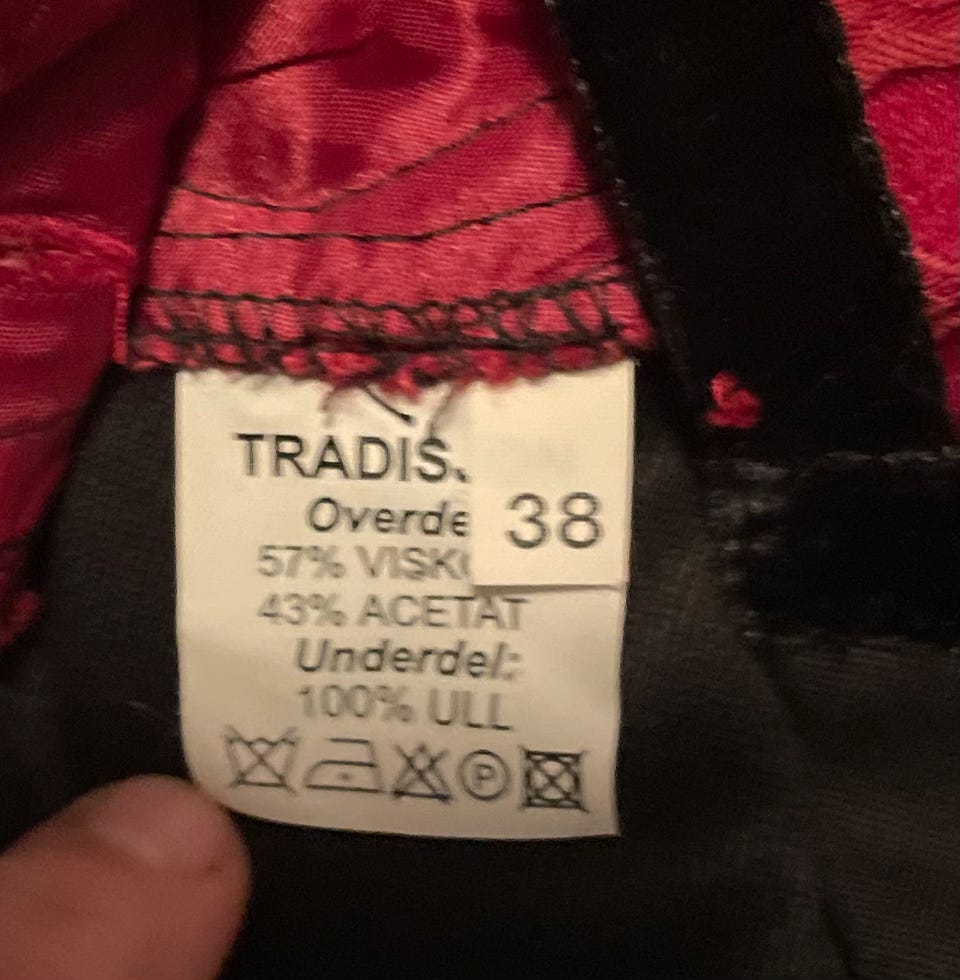 TRADIS
Overde
38
57% VISK
43% ACETAT
Underdel:
100% ULL
P